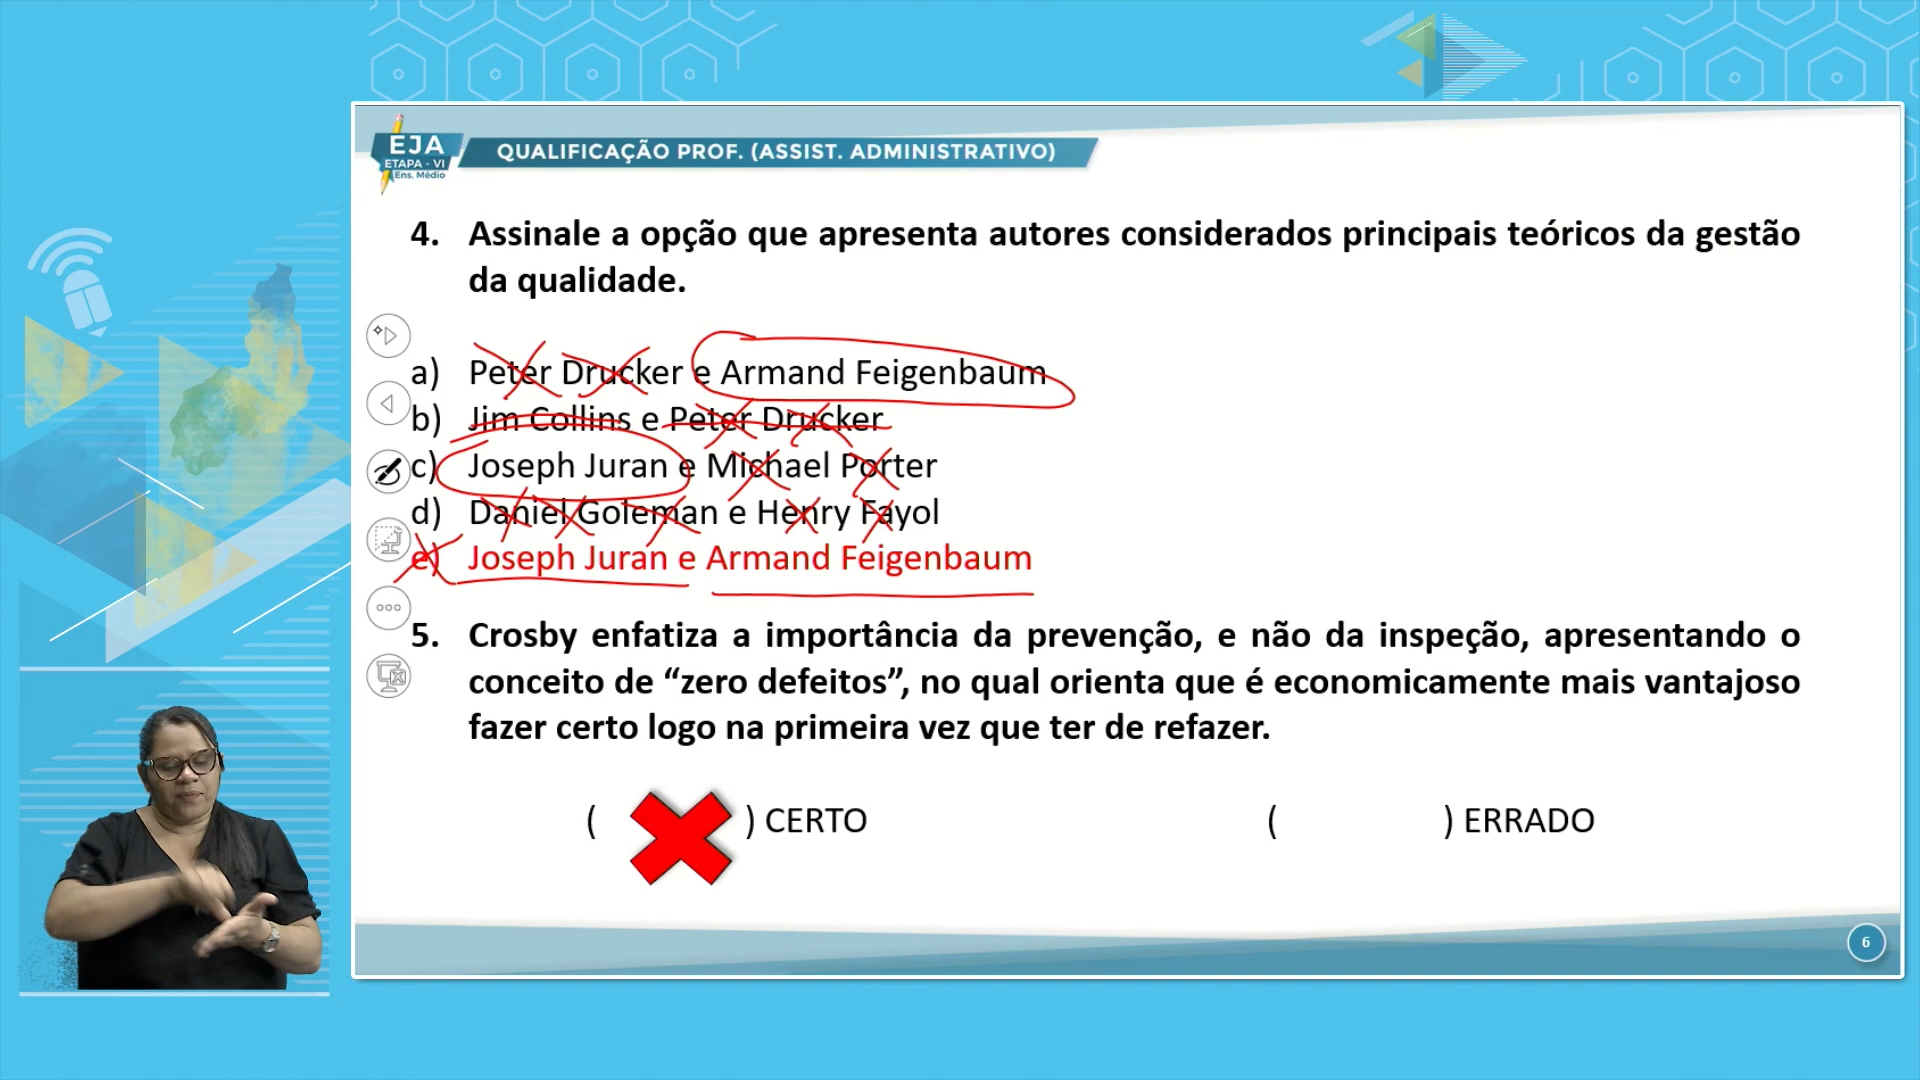 EJA
ETAPA - VI
Ens. Médio
QUALIFICAÇÃO PROF. (ASSIST. ADMINISTRATIVO)
4. Assinale a opção que apresenta autores considerados principais teóricos da gestão
da qualidade.
a) Peter Drucker e Armand Feigenbaum
b) Jim Collins e Peter Drucker
c) Joseph Juran e Michael Porter
d) Daniel Goleman e Henry Fayol
e) Joseph Juran e Armand Feigenbaum
5. Crosby enfatiza a importância da prevenção, e não da inspeção, apresentando o
conceito de “zero defeitos”, no qual orienta que é economicamente mais vantajoso
fazer certo logo na primeira vez que ter de refazer.
( ) CERTO ( ) ERRADO
6